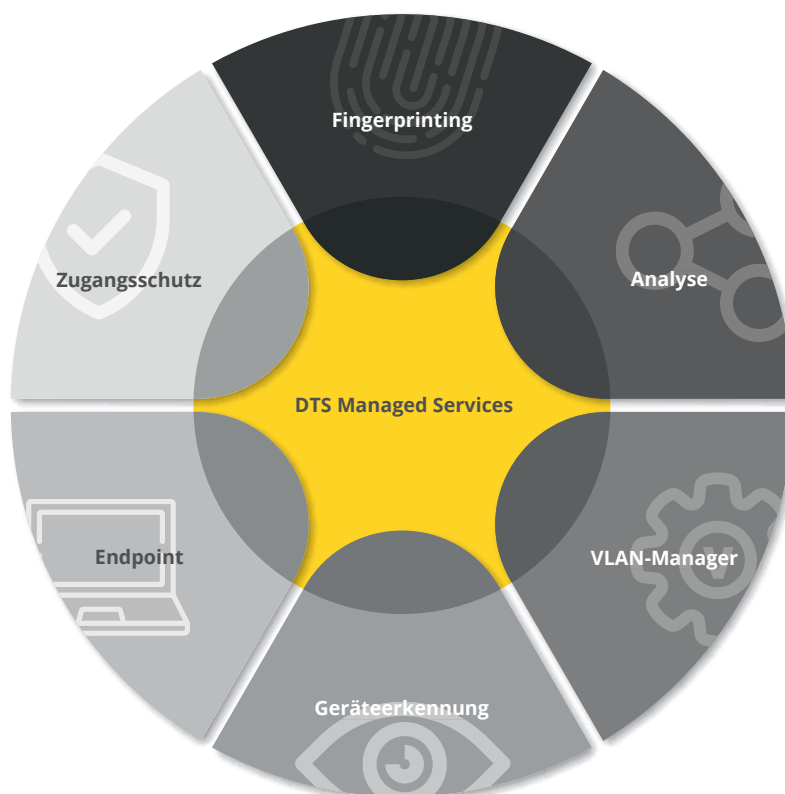 Fingerprinting
Zugangsschutz
Analyse
DTS Managed Services
Endpoint
VLAN-Manager
V
Geräteerkennung